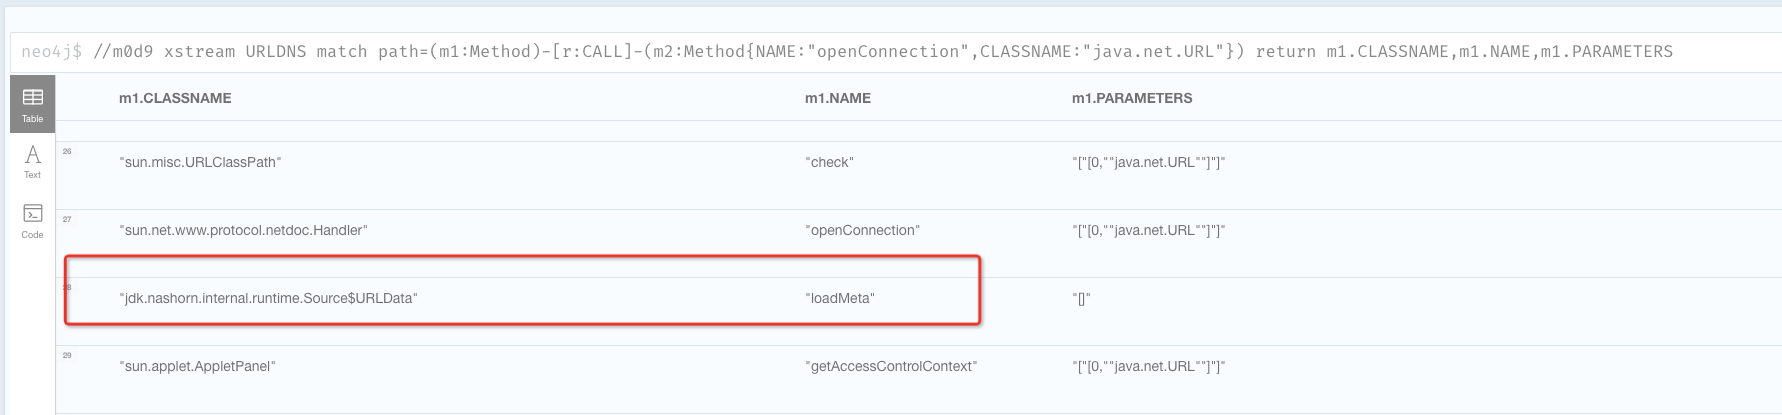 neo4j$ //m0d9 xstream URLDNS match path=(m1:Method)-[r:CALL]-(m2:Method{NAME:"openConnection",CLASSNAME:"java.net.URL"}) return m1.CLASSNAME,m1.NAME,m1.PARAMETERS
Table
Text
Code
m1.CLASSNAME m1.NAME m1.PARAMETERS
26 "sun.misc.URLClassPath" "check" "["[0,""java.net.URL""]"]"
27 "sun.net.www.protocol.netdoc.Handler" "openConnection" "["[0,""java.net.URL""]"]"
28 "jdk.nashorn.internal.runtime.Source$URLData" "loadMeta" "[]"
29 "sun.applet.AppletPanel" "getAccessControlContext" "["[0,""java.net.URL""]"]"